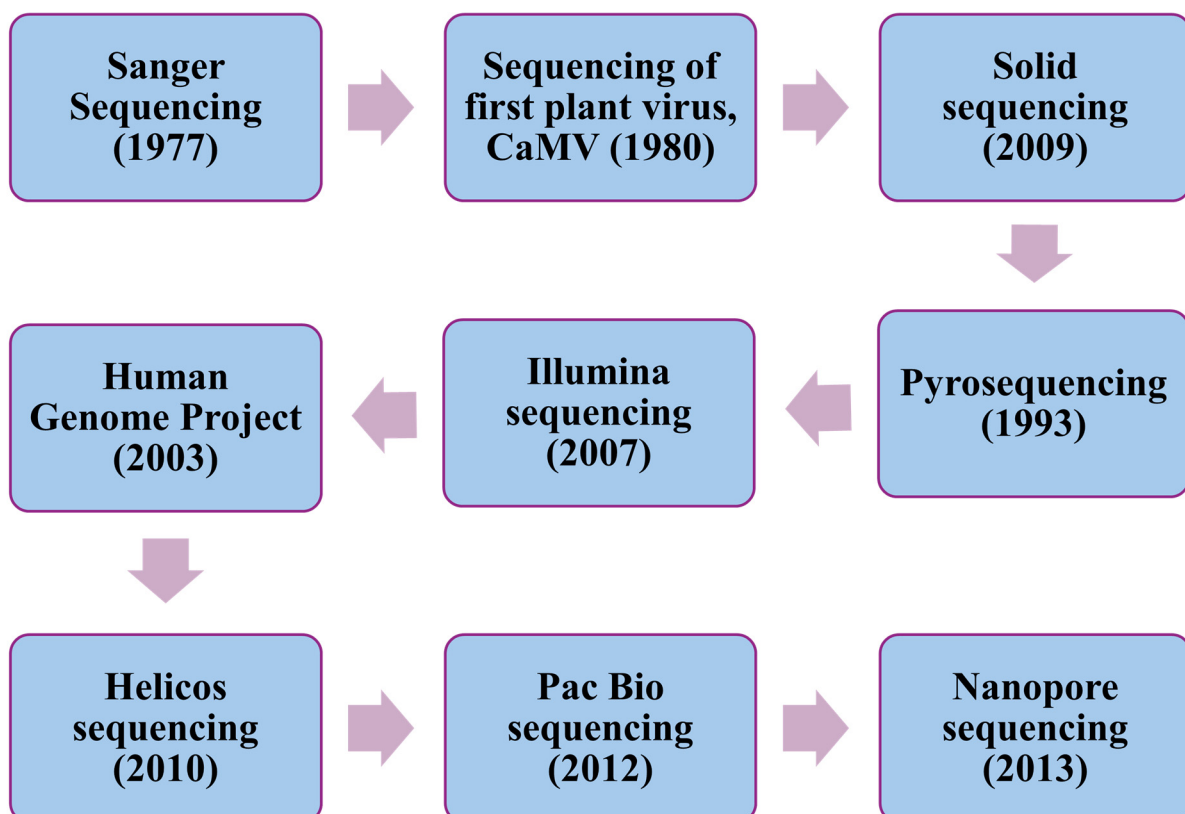 Sanger
Sequencing
(1977)
Sequencing of
first plant virus,
CaMV (1980)
Solid
sequencing
(2009)
Pyrosequencing
(1993)
Illumina
sequencing
(2007)
Human
Genome Project
(2003)
Helicos
sequencing
(2010)
Pac Bio
sequencing
(2012)
Nanopore
sequencing
(2013)